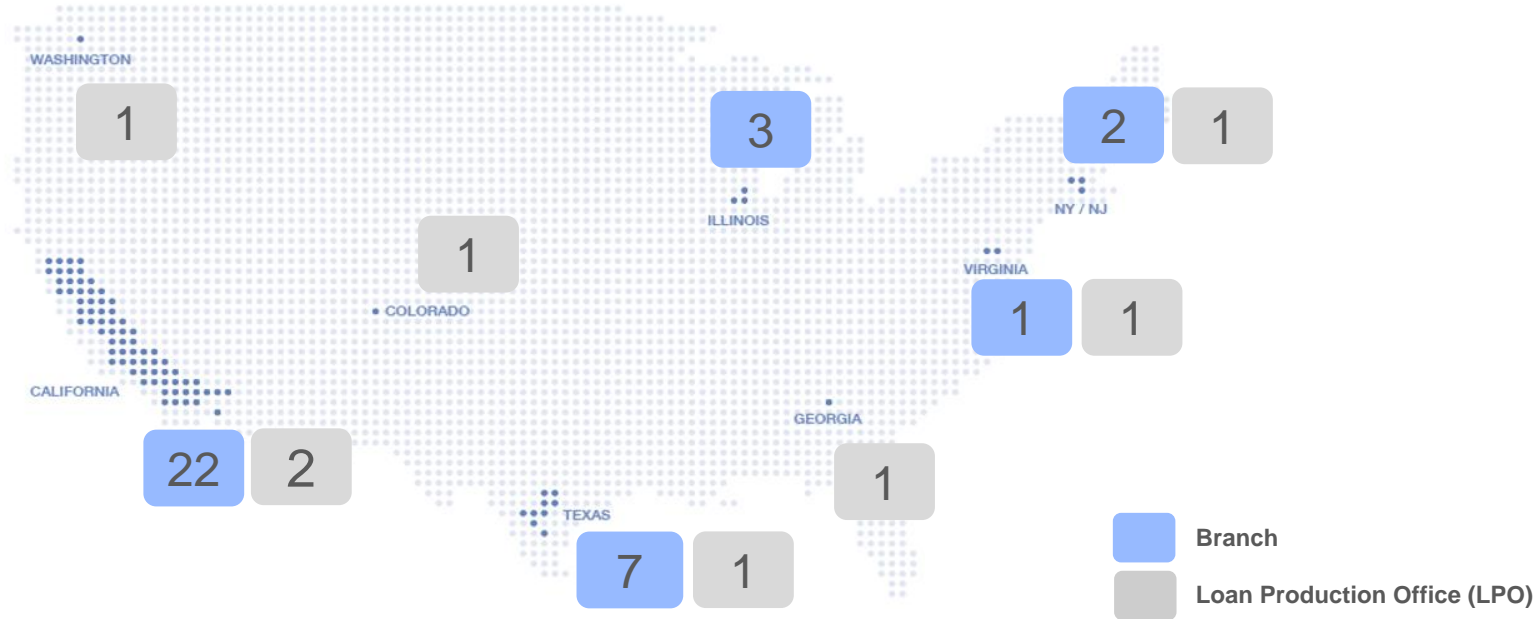 WASHINGTON
1
3
2 1
ILLINOIS
NY / NJ
1
COLORADO
VIRGINIA
1 1
CALIFORNIA
22 2
GEORGIA
1
TEXAS
7 1
Branch
Loan Production Office (LPO)